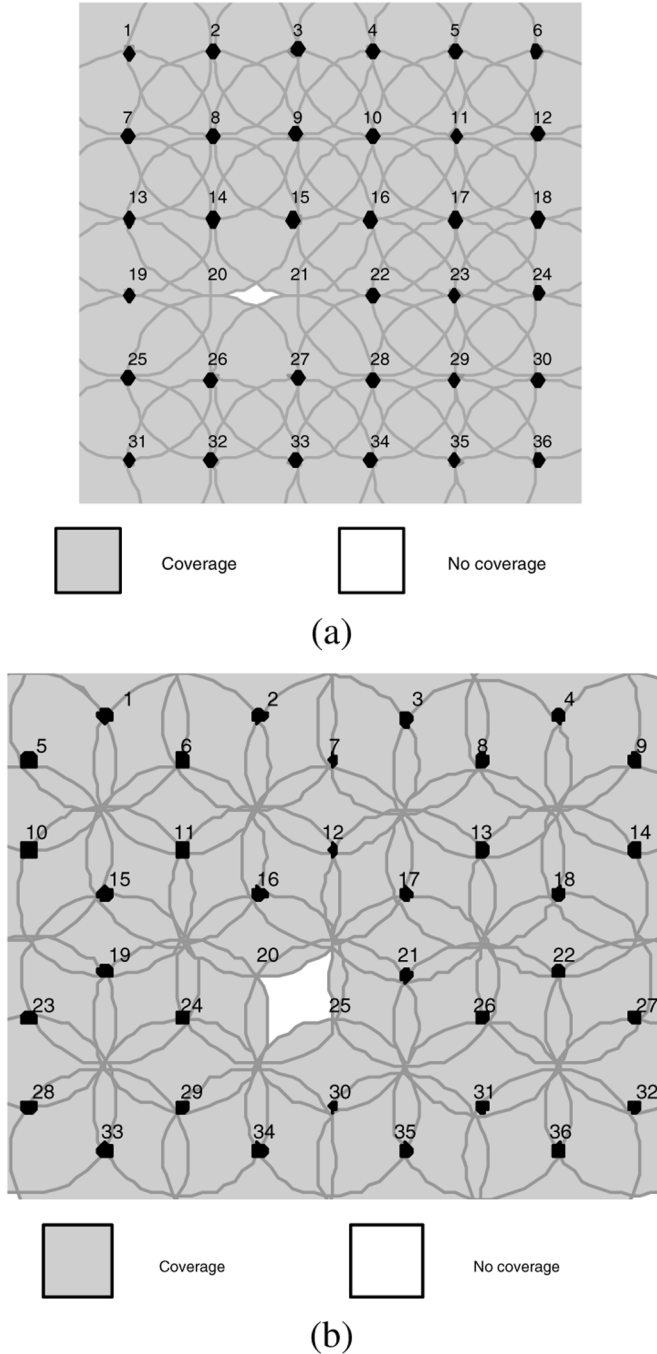 1 2 3 4 5 6
7 8 9 10 11 12
13 14 15 16 17 18
19 20 21 22 23 24
25 26 27 28 29 30
31 32 33 34 35 36
Coverage No coverage
(a)
1 2 3 4
5 6 7 8 9
10 11 12 13 14
15 16 17 18
19 20 21 22
23 24 25 26 27
28 29 30 31 32
33 34 35 36
Coverage No coverage
(b)